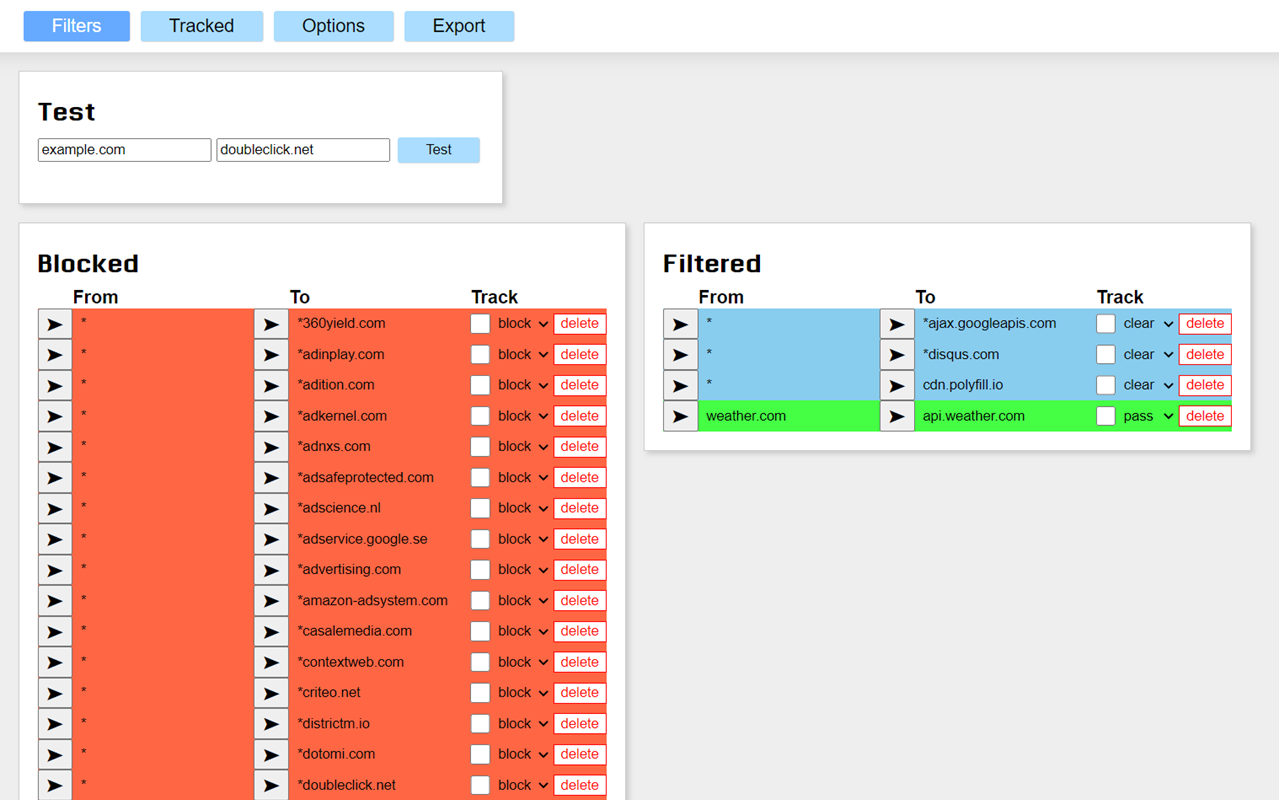 Filters Tracked Options Export
Test
example.com doubleclick.net Test
Blocked
From To Track
* *360yield.com block delete
* *adinplay.com block delete
* *adition.com block delete
* *adkernel.com block delete
* *adnxs.com block delete
* *adsafeprotected.com block delete
* *adscience.nl block delete
* *adservice.google.se block delete
* *advertising.com block delete
* *amazon-adsystem.com block delete
* *casalemedia.com block delete
* *contextweb.com block delete
* *criteo.net block delete
* *districtm.io block delete
* *dotomi.com block delete
* *doubleclick.net block delete
Filtered
From To Track
* *ajax.googleapis.com clear delete
* *disqus.com clear delete
* cdn.polyfill.io clear delete
weather.com api.weather.com pass delete